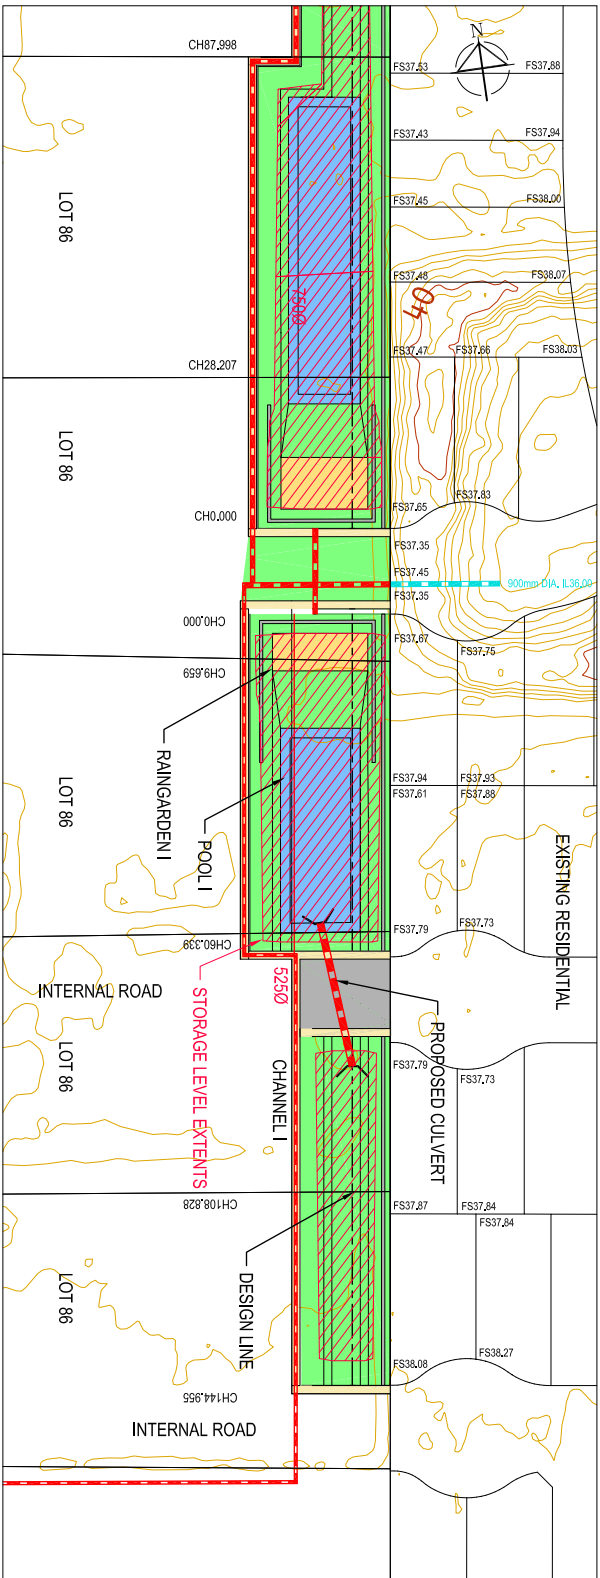 N
CH87.998
FS37.53
FS37.88
FS37.43
FS37.94
LOT 86
FS37.45
FS38.00
FS37.48
FS38.07
40
750Ø
FS37.47
FS37.66
FS38.03
CH28.207
LOT 86
FS37.65
FS37.83
CH0.000
FS37.35
FS37.45
900mm DIA. IL36.00
FS37.35
CH0.000
FS37.67
FS37.75
CH9.659
RAINGARDEN I
POOL I
LOT 86
FS37.94
FS37.93
FS37.61
FS37.88
EXISTING RESIDENTIAL
FS37.79
FS37.73
CH60.339
STORAGE LEVEL EXTENTS
525Ø
INTERNAL ROAD
PROPOSED CULVERT
LOT 86
CHANNEL I
FS37.79
FS37.73
CH108.828
FS37.87
FS37.84
FS37.84
LOT 86
DESIGN LINE
FS38.08
FS38.27
CH144.955
INTERNAL ROAD